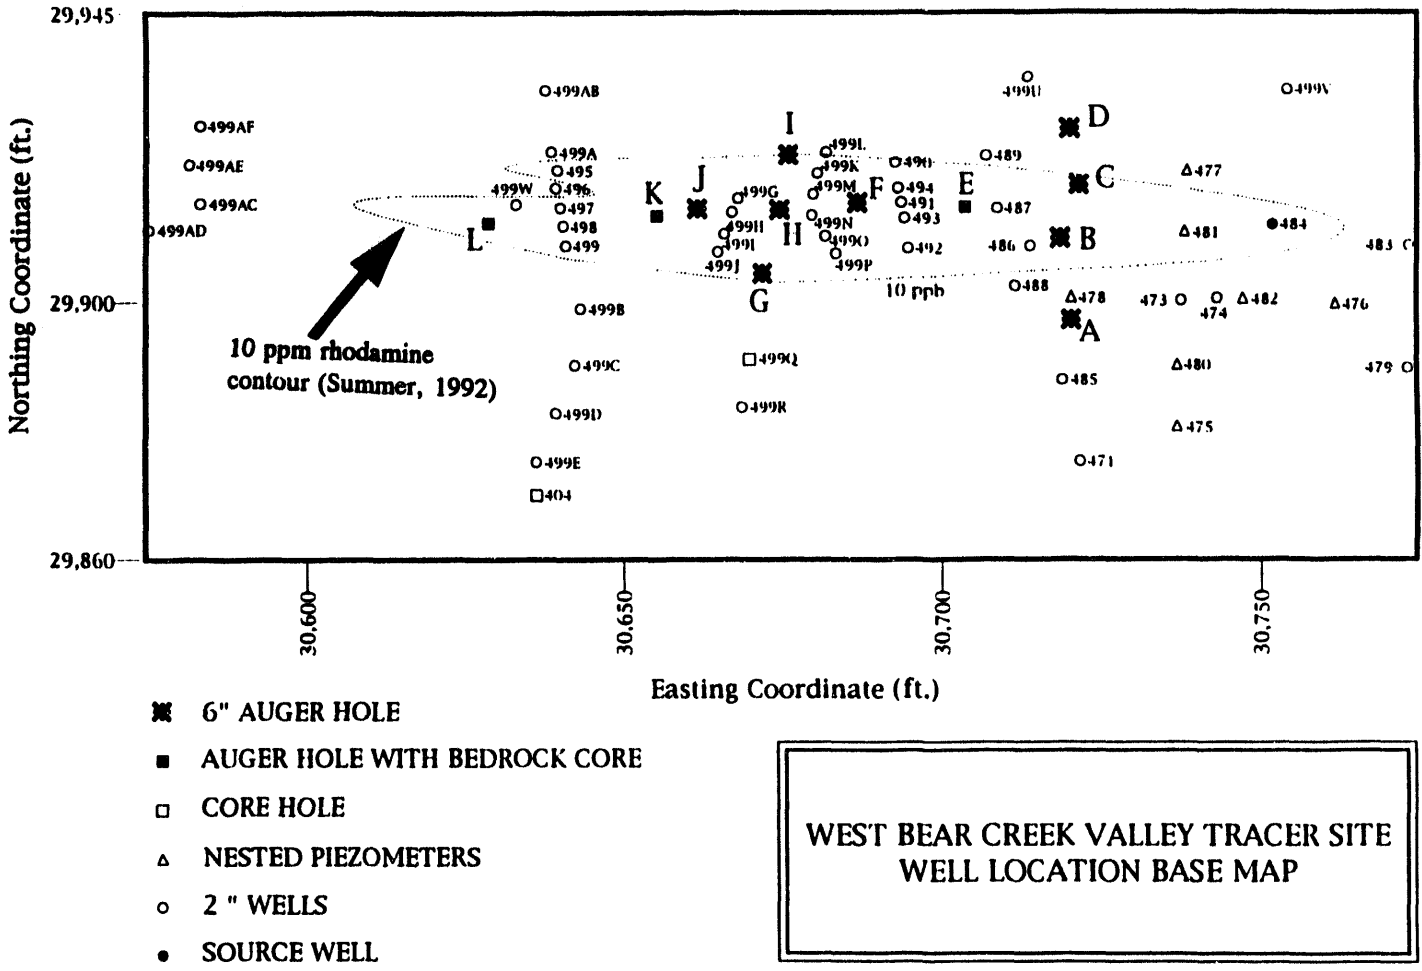 29,945
Northing Coordinate (ft.)
499AB
499U
499V
D
499AF
I
499A
499L
489
499AE
495
499K
490
477
C
499W
496
J
499G
499M
F
494
E
499AC
K
497
491
487
499AD
498
499H
H
499N
493
484
L
499
499I
499O
492
486
B
481
483
499J
499P
29,900
G
10 ppb
488
478
473
474
482
476
499B
A
10 ppm rhodamine
contour (Summer, 1992)
499C
499Q
480
479
485
499D
499R
475
499E
471
404
29,860
30,600
30,650
30,700
30,750
Easting Coordinate (ft.)
6" AUGER HOLE
AUGER HOLE WITH BEDROCK CORE
CORE HOLE
NESTED PIEZOMETERS
2 " WELLS
SOURCE WELL
WEST BEAR CREEK VALLEY TRACER SITE
WELL LOCATION BASE MAP